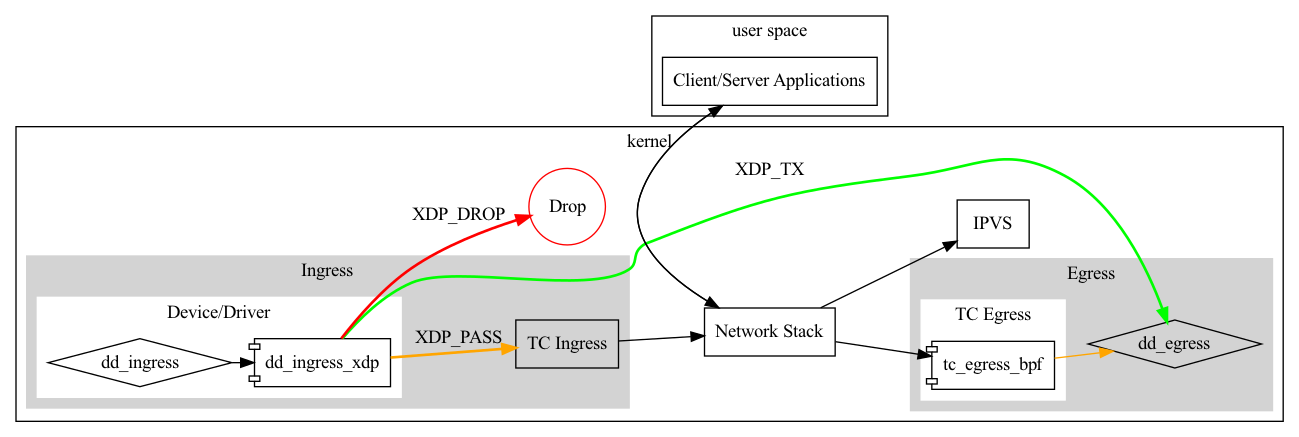 user space
Client/Server Applications
kernel
XDP_TX
Drop
XDP_DROP
IPVS
Ingress
Egress
Device/Driver
TC Egress
XDP_PASS
Network Stack
TC Ingress
dd_egress
dd_ingress
dd_ingress_xdp
tc_egress_bpf